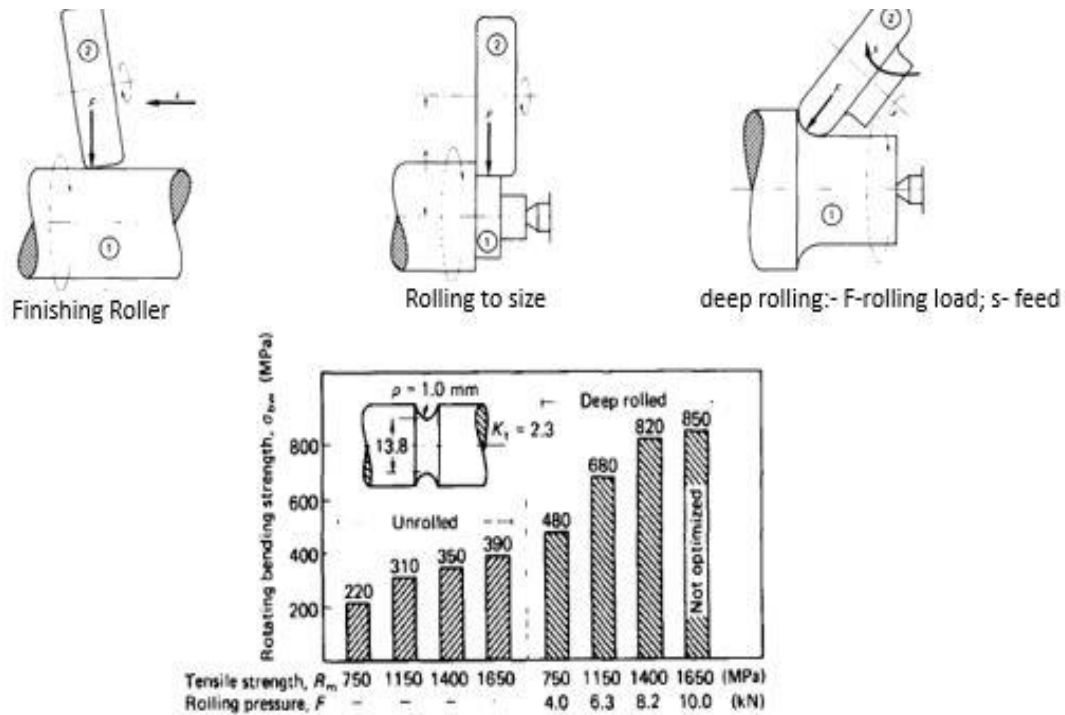 2
F
s
1
Finishing Roller
2
F
1
Rolling to size
2
s
F
1
deep rolling:- F-rolling load; s- feed
Rotating bending strength, σbw (MPa)
800
600
400
200
ρ = 1.0 mm
13.8
Kt = 2.3
Unrolled
Deep rolled
220
310
350
390
480
680
820
850
Not optimized
Tensile strength, Rm 750 1150 1400 1650 750 1150 1400 1650 (MPa)
Rolling pressure, F – – – – 4.0 6.3 8.2 10.0 (kN)